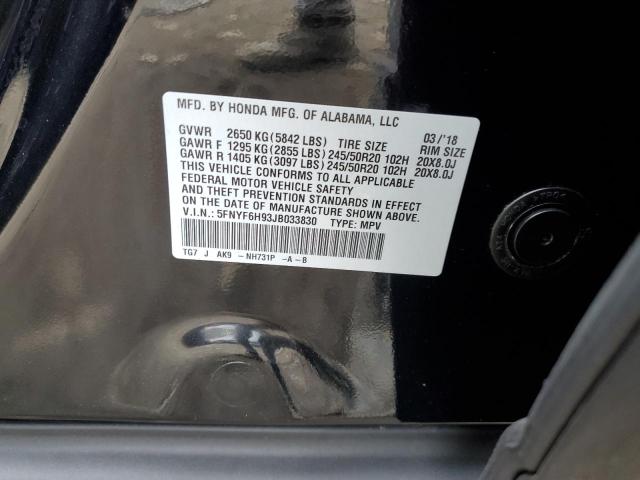 MFD. BY HONDA MFG. OF ALABAMA, LLC
GVWR 2650 KG(5842 LBS) TIRE SIZE 03/'18 RIM SIZE
GAWR F 1295 KG(2855 LBS)245/50R20 102H 20X8.0J
GAWR R 1405 KG(3097 LBS)245/50R20 102H 20X8.0J
THIS VEHICLE CONFORMS TO ALL APPLICABLE
FEDERAL MOTOR VEHICLE SAFETY
AND THEFT PREVENTION STANDARDS IN EFFECT
ON THE DATE OF MANUFACTURE SHOWN ABOVE.
V.I.N.: 5FNYF6H93JB033830 TYPE: MPV
TG7 J AK9 -NH731P -A-B